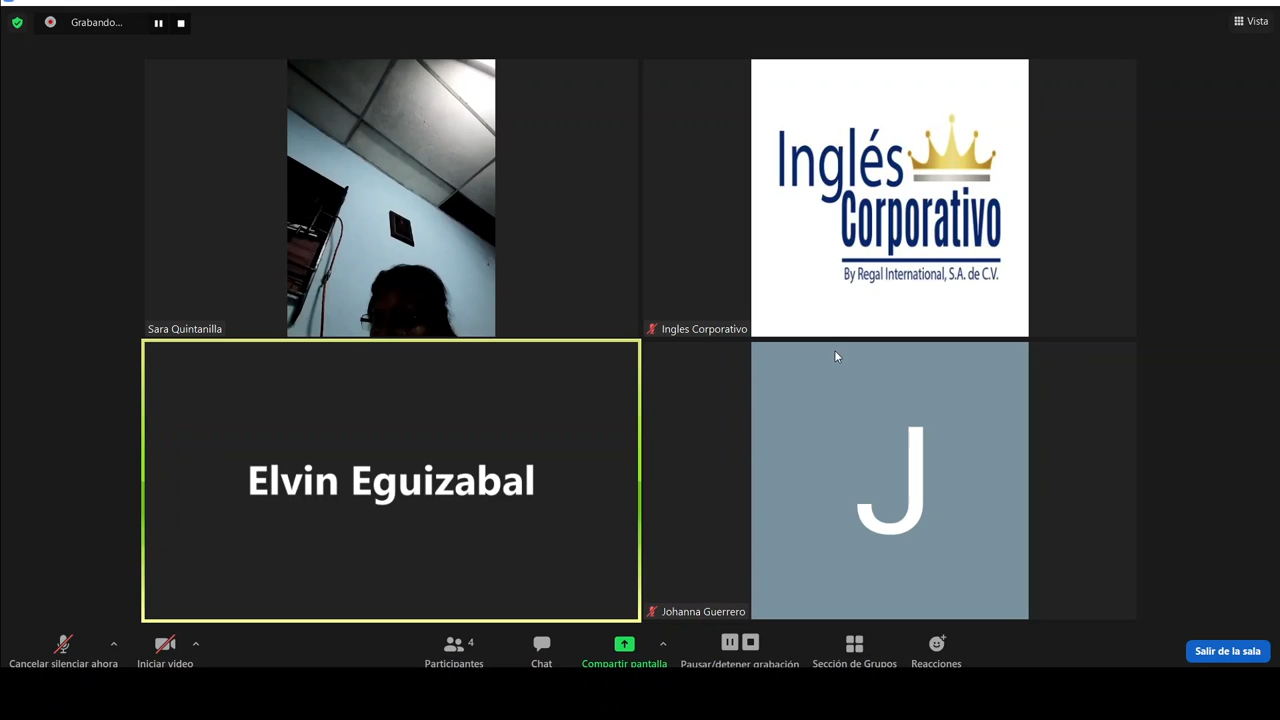 Grabando...
Vista
Inglés
Corporativo
By Regal International, S.A. de C.V.
Sara Quintanilla
Ingles Corporativo
Elvin Eguizabal
J
Johanna Guerrero
Cancelar silenciar ahora
Iniciar video
Participantes
4
Chat
Compartir pantalla
Pausar/detener grabación
Sección de Grupos
Reacciones
Salir de la sala